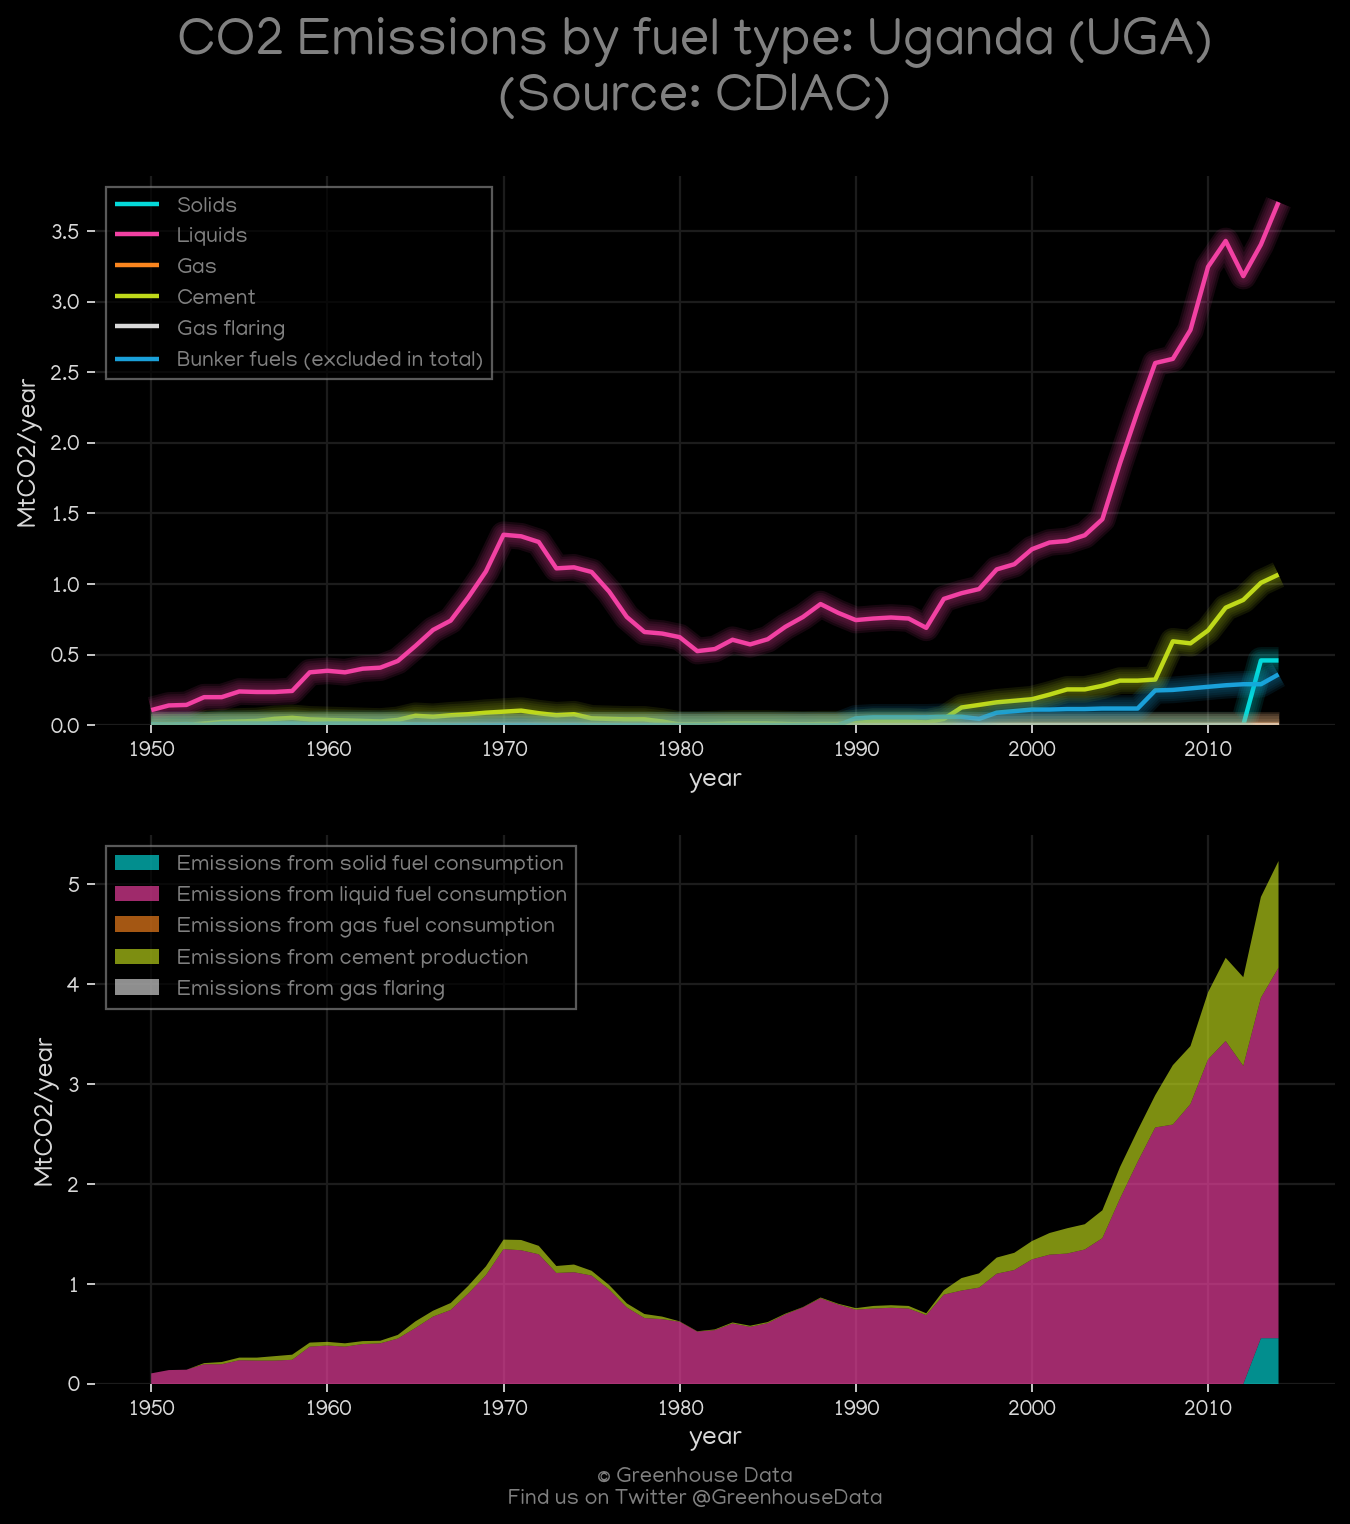 CO2 Emissions by fuel type: Uganda (UGA)
(Source: CDIAC)
Solids
Liquids
Gas
Cement
Gas flaring
Bunker fuels (excluded in total)
MtCO2/year
3.5
3.0
2.5
2.0
1.5
1.0
0.5
0.0
1950
1960
1970
1980
1990
2000
2010
year
Emissions from solid fuel consumption
Emissions from liquid fuel consumption
Emissions from gas fuel consumption
Emissions from cement production
Emissions from gas flaring
MtCO2/year
5
4
3
2
1
0
1950
1960
1970
1980
1990
2000
2010
year
© Greenhouse Data
Find us on Twitter @GreenhouseData